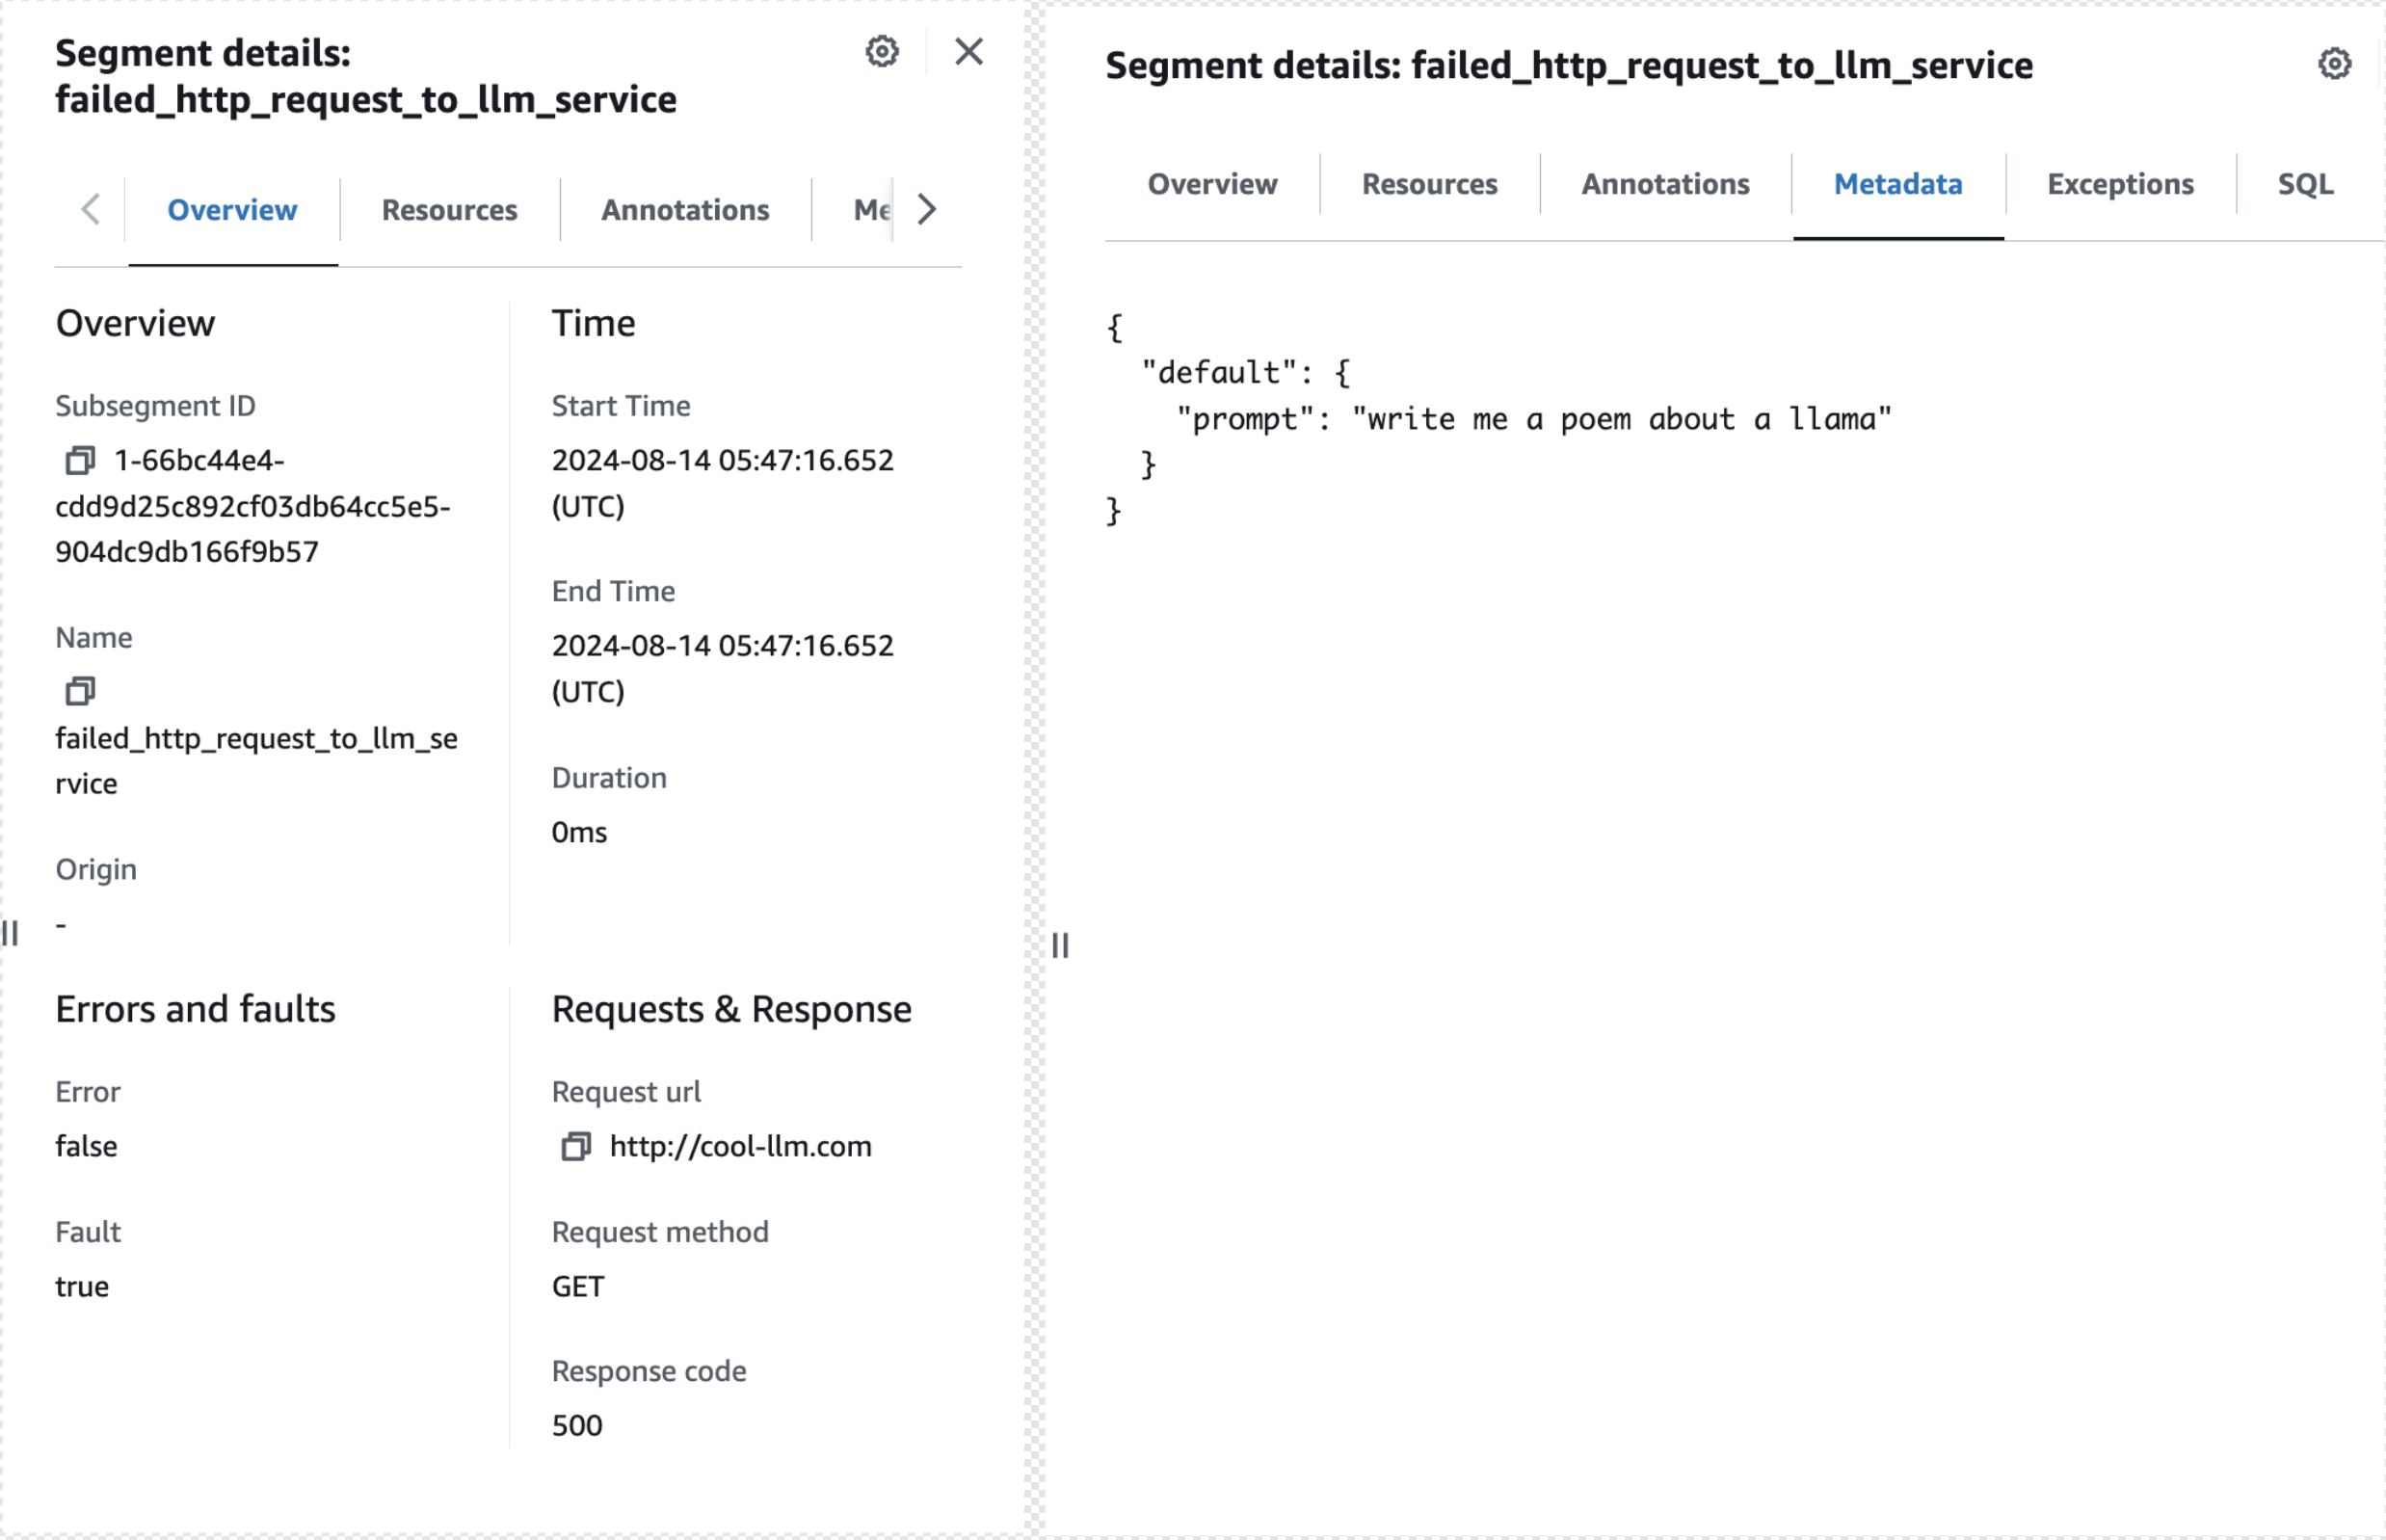 Segment details:
failed_http_request_to_llm_service
Overview
Resources
Annotations
Me
Overview
Subsegment ID
1-66bc44e4-
cdd9d25c892cf03db64cc5e5-
904dc9db166f9b57
Name
failed_http_request_to_llm_se
rvice
Origin
-
Time
Start Time
2024-08-14 05:47:16.652
(UTC)
End Time
2024-08-14 05:47:16.652
(UTC)
Duration
0ms
Errors and faults
Error
false
Fault
true
Requests & Response
Request url
http://cool-llm.com
Request method
GET
Response code
500
Segment details: failed_http_request_to_llm_service
Overview
Resources
Annotations
Metadata
Exceptions
SQL
{
  "default": {
    "prompt": "write me a poem about a llama"
  }
}